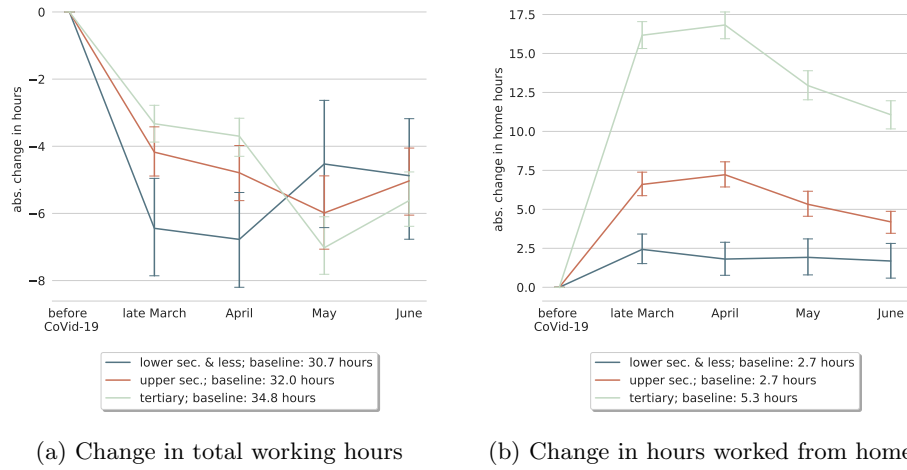 0
−2
−4
−6
−8
abs. change in hours
before
CoVid-19
late March
April
May
June
lower sec. & less; baseline: 30.7 hours
upper sec.; baseline: 32.0 hours
tertiary; baseline: 34.8 hours
(a) Change in total working hours
17.5
15.0
12.5
10.0
7.5
5.0
2.5
0.0
abs. change in home hours
before
CoVid-19
late March
April
May
June
lower sec. & less; baseline: 2.7 hours
upper sec.; baseline: 2.7 hours
tertiary; baseline: 5.3 hours
(b) Change in hours worked from home